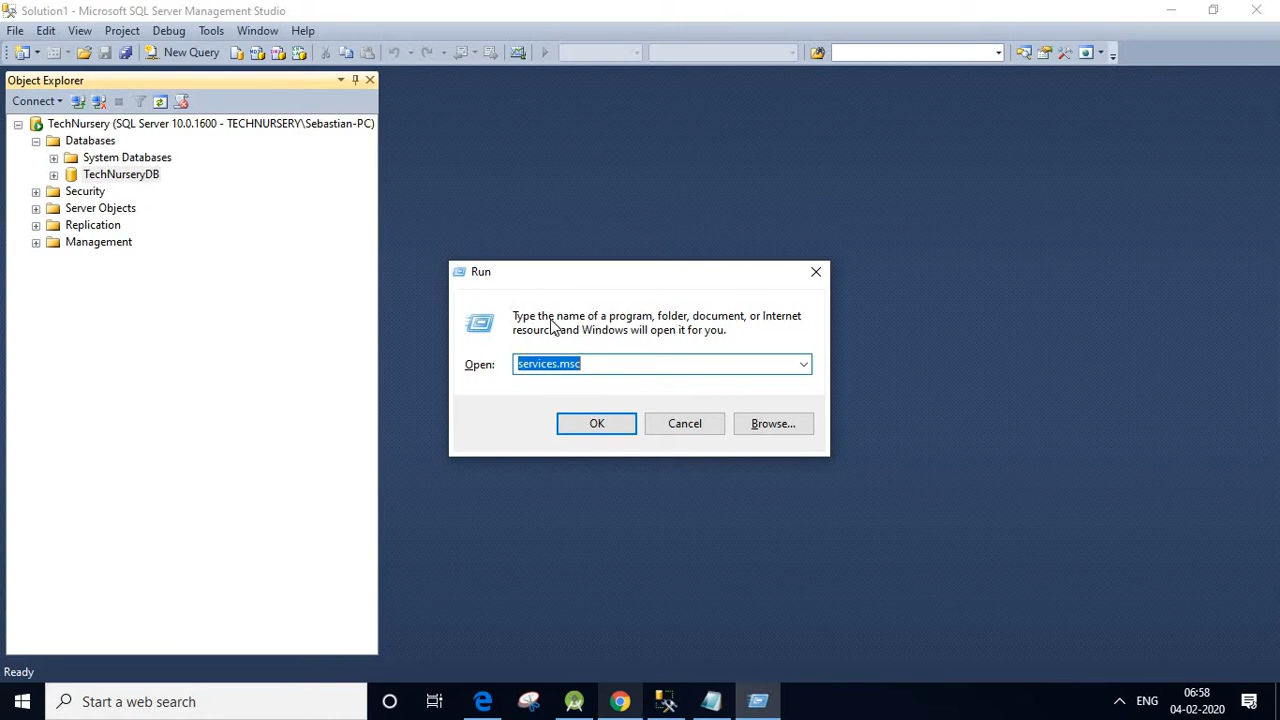 Solution1 - Microsoft SQL Server Management Studio
File Edit View Project Debug Tools Window Help
New Query
Object Explorer
Connect
TechNursery (SQL Server 10.0.1600 - TECHNURSERY\Sebastian-PC)
Databases
System Databases
TechNurseryDB
Security
Server Objects
Replication
Management
Run
Type the name of a program, folder, document, or Internet
resource and Windows will open it for you.
Open: services.msc
OK Cancel Browse...
Ready
Start a web search
ENG
06:58
04-02-2020